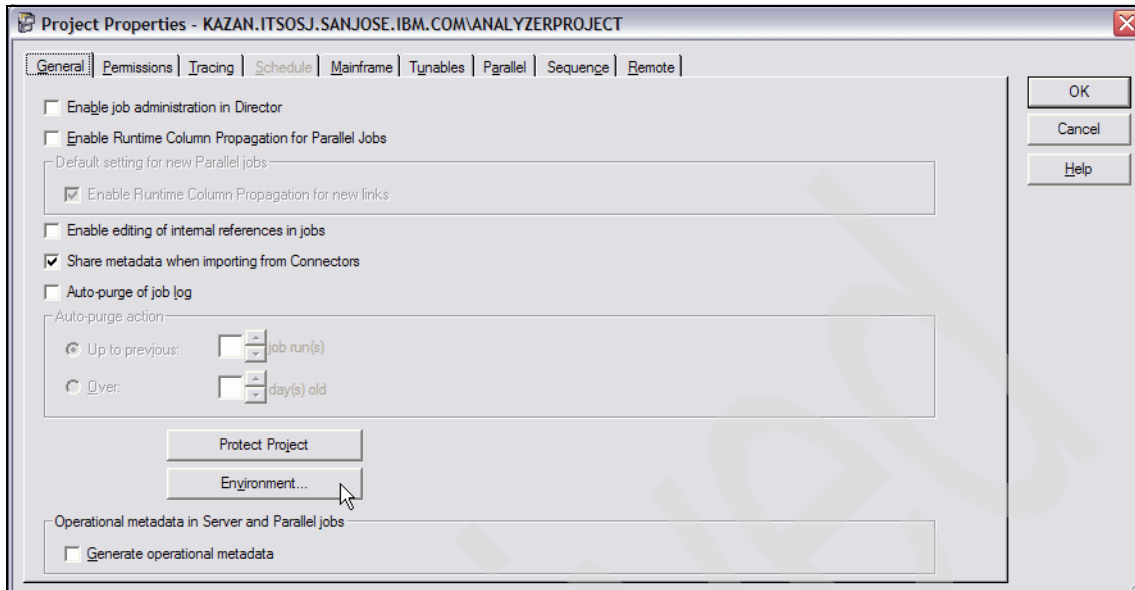 Project Properties - KAZAN.ITSOSJ.SANJOSE.IBM.COM\ANALYZERPROJECT
General Permissions Tracing Schedule Mainframe Tunables Parallel Sequence Remote
OK
Cancel
Help
Enable job administration in Director
Enable Runtime Column Propagation for Parallel Jobs
Default setting for new Parallel jobs
Enable Runtime Column Propagation for new links
Enable editing of internal references in jobs
Share metadata when importing from Connectors
Auto-purge of job log
Auto-purge action
Up to previous: job run(s)
Over: day(s) old
Protect Project
Environment...
Operational metadata in Server and Parallel jobs
Generate operational metadata